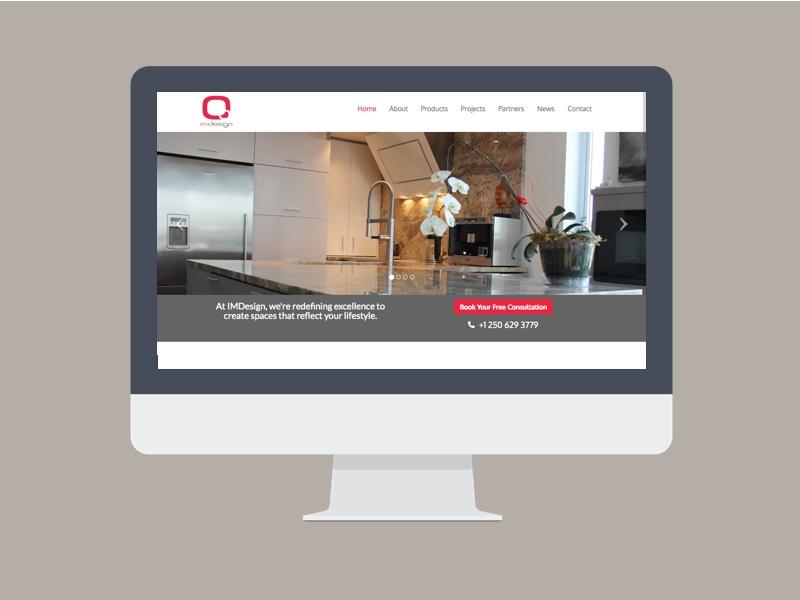 imdesign
Home About Products Projects Partners News Contact
At IMDesign, we're redefining excellence to
create spaces that reflect your lifestyle.
Book Your Free Consultation
+1 250 629 3779